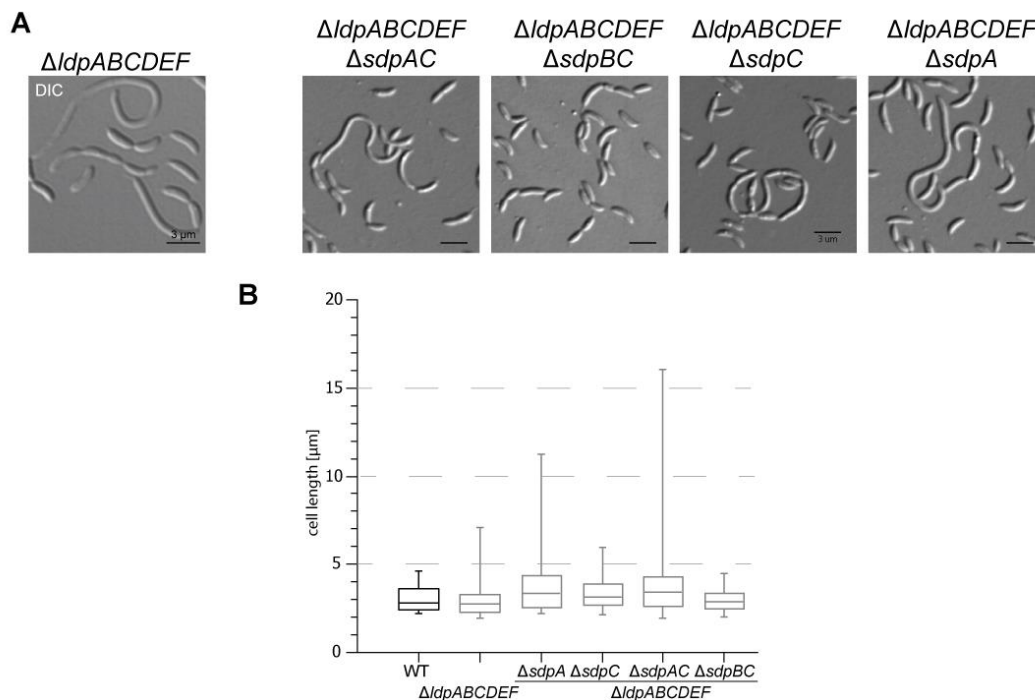 A
ΔldpABCDEF
DIC
3 µm
ΔldpABCDEF
ΔsdpAC
ΔldpABCDEF
ΔsdpBC
ΔldpABCDEF
ΔsdpC
3 µm
ΔldpABCDEF
ΔsdpA
B
cell length [µm]
20
15
10
5
0
WT
ΔsdpA ΔsdpC ΔsdpAC ΔsdpBC
ΔldpABCDEF ΔldpABCDEF